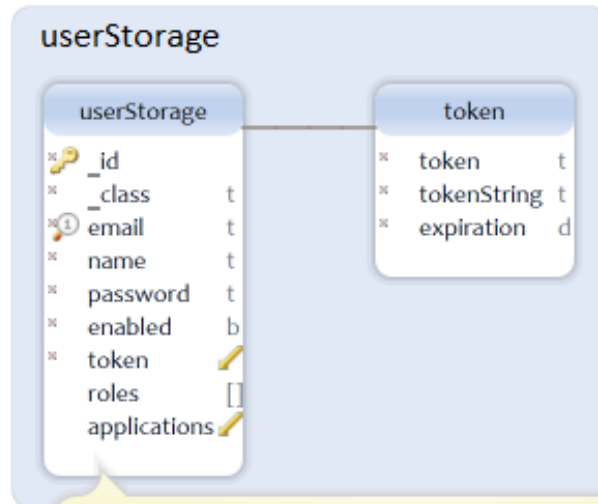 userStorage
userStorage
_id
_class t
email t
name t
password t
enabled b
token
roles []
applications
token
token t
tokenString t
expiration d